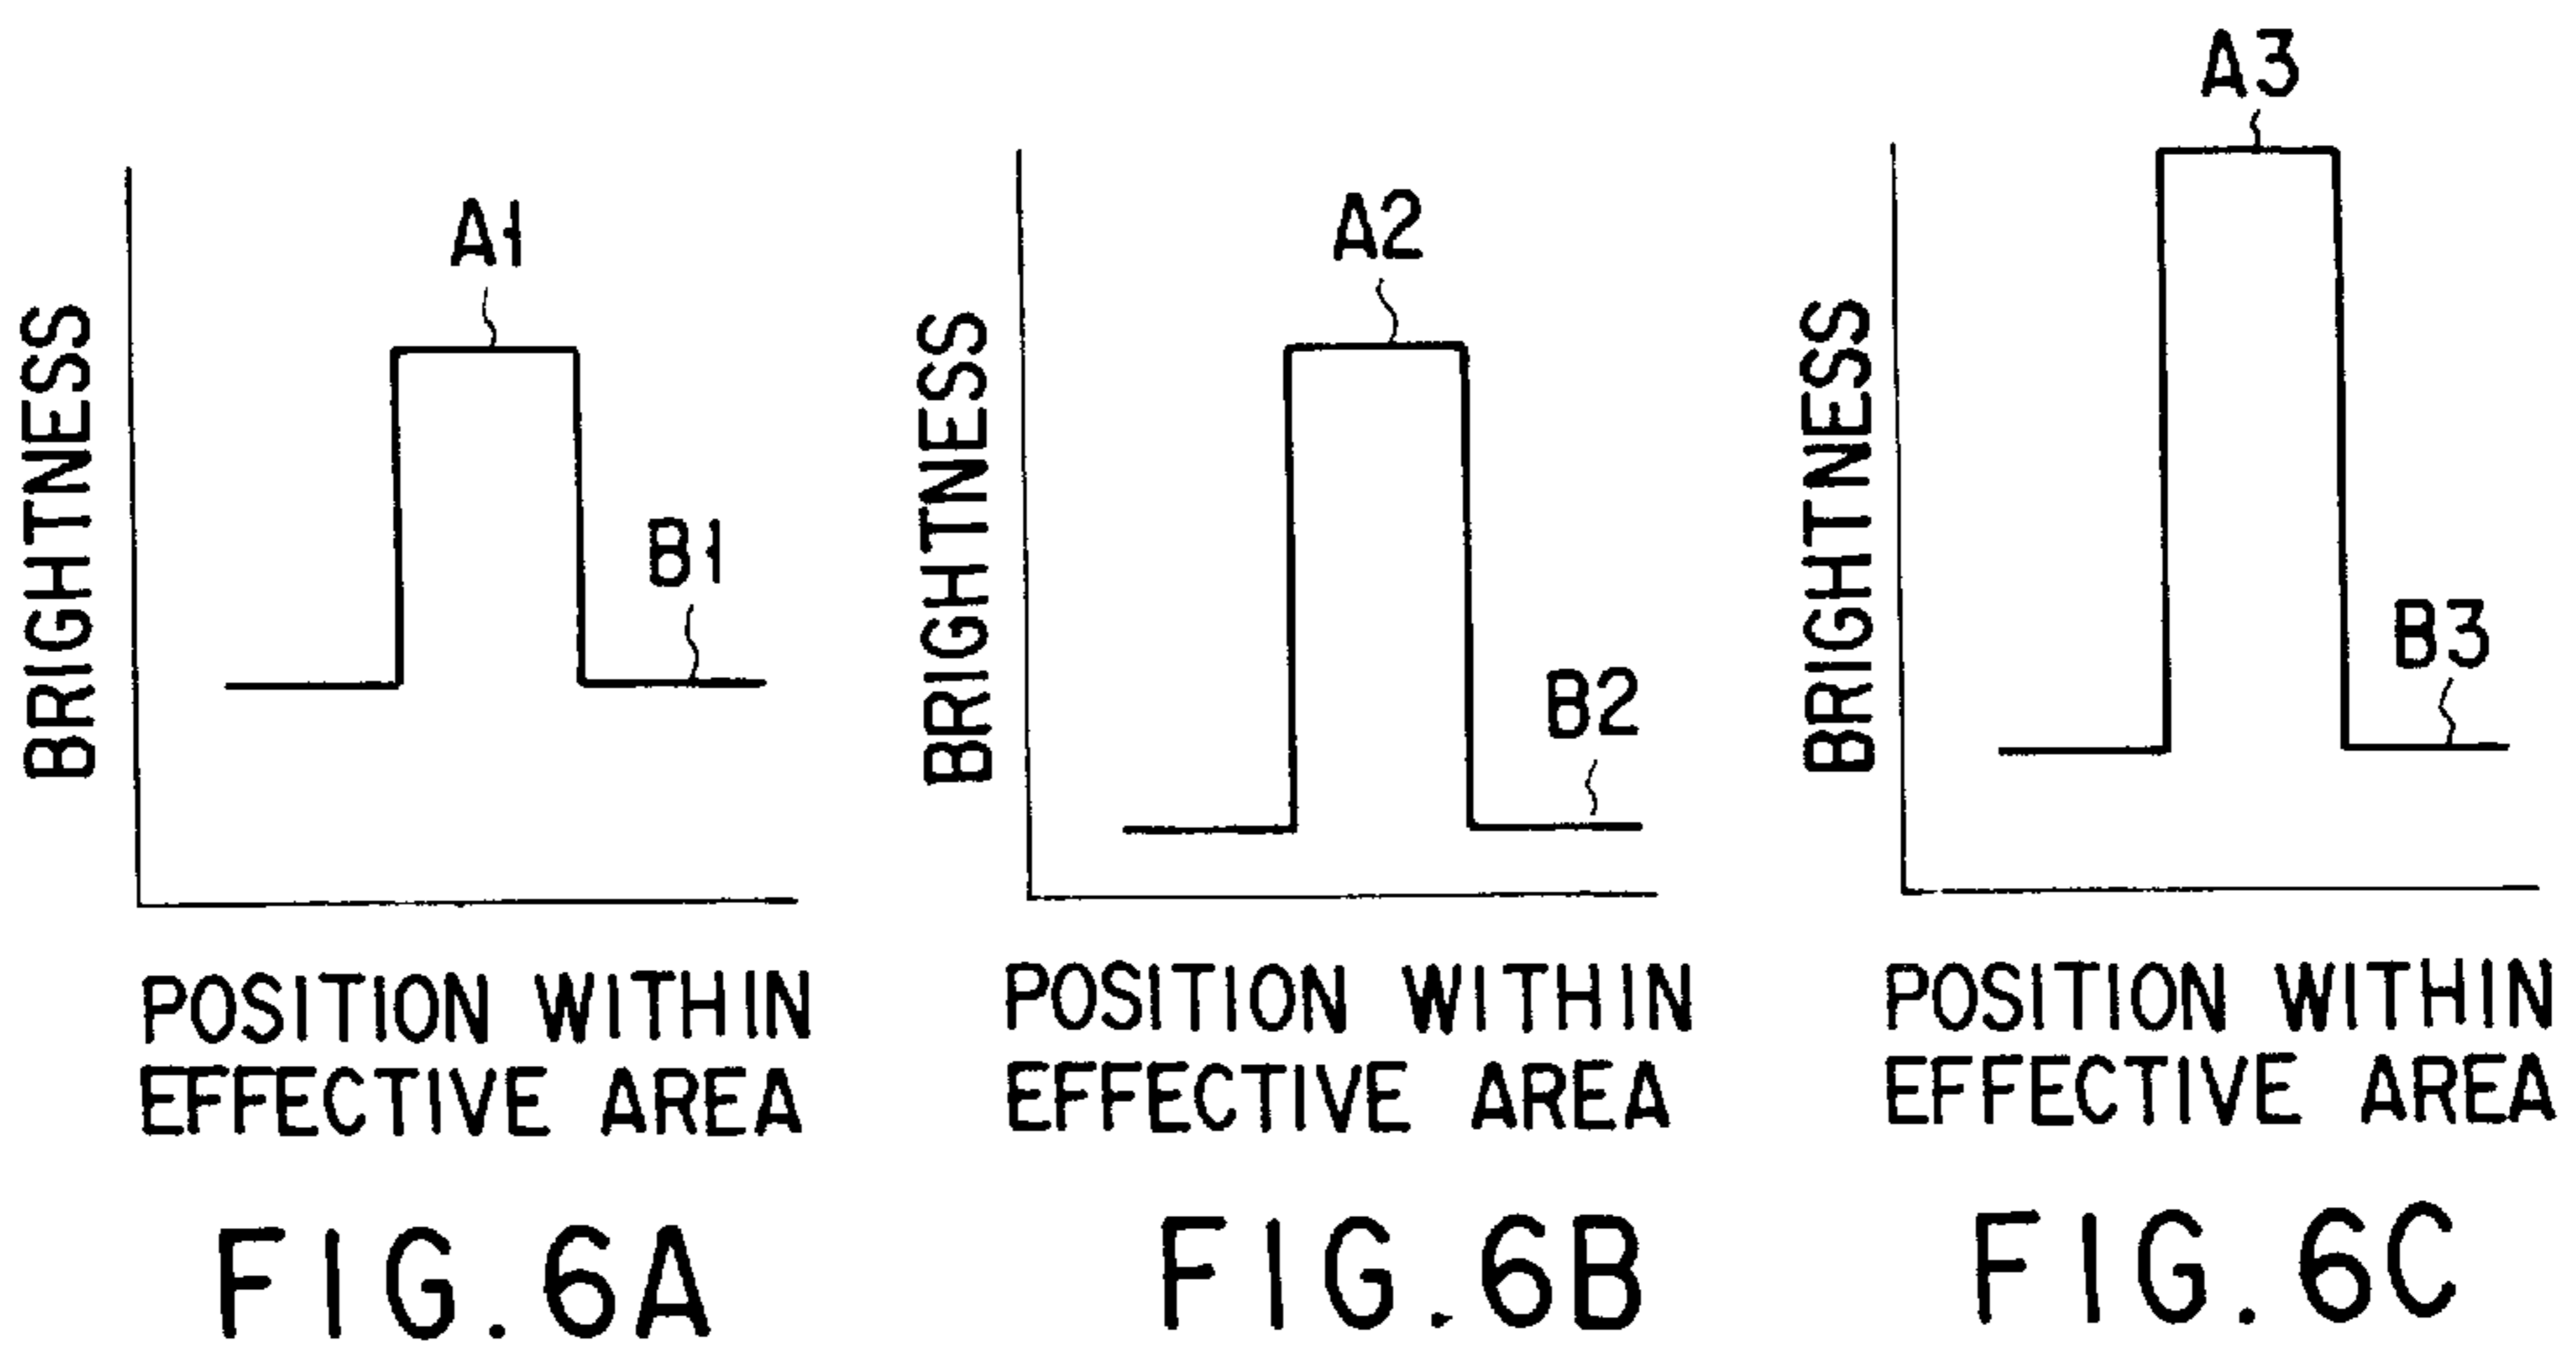 A1
B1
BRIGHTNESS
POSITION WITHIN
EFFECTIVE AREA
FIG.6A
A2
B2
BRIGHTNESS
POSITION WITHIN
EFFECTIVE AREA
FIG.6B
A3
B3
BRIGHTNESS
POSITION WITHIN
EFFECTIVE AREA
FIG.6C